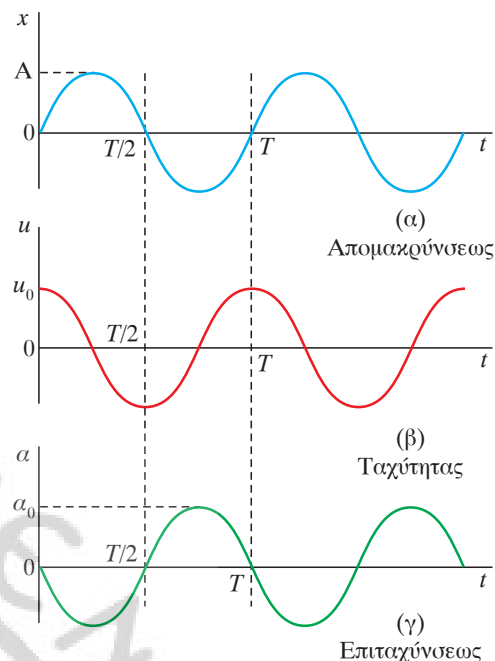 x
A
0
T/2
T
t
(α)
Απομακρύνσεως
u
u₀
T/2
0
T
t
(β)
Ταχύτητας
α
α₀
T/2
0
T
t
(γ)
Επιταχύνσεως